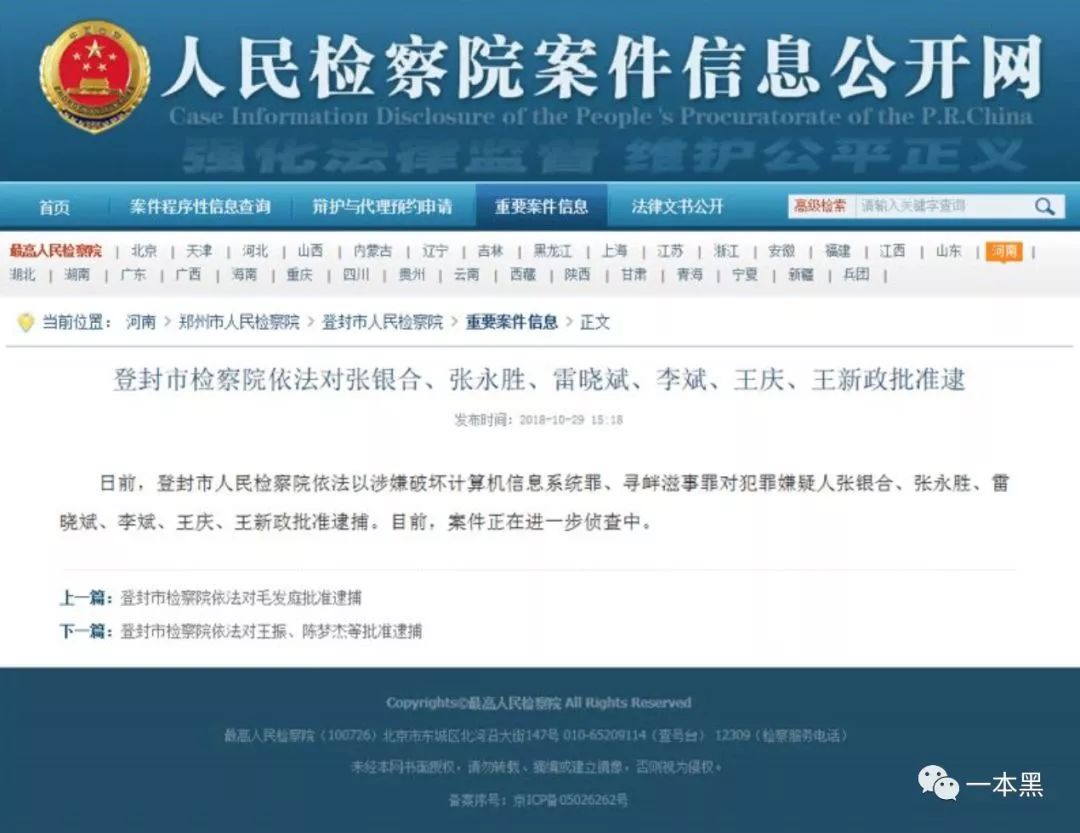 人民检察院案件信息公开网
Case Information Disclosure of the People's Procuratorate of the P.R.China
强化法律监督 维护公平正义
首页 案件程序性信息查询 辩护与代理预约申请 重要案件信息 法律文书公开 高级检索 请输入关键字查询
最高人民检察院 | 北京 | 天津 | 河北 | 山西 | 内蒙古 | 辽宁 | 吉林 | 黑龙江 | 上海 | 江苏 | 浙江 | 安徽 | 福建 | 江西 | 山东 | 河南 |
湖北 | 湖南 | 广东 | 广西 | 海南 | 重庆 | 四川 | 贵州 | 云南 | 西藏 | 陕西 | 甘肃 | 青海 | 宁夏 | 新疆 | 兵团 |
当前位置： 河南 > 郑州市人民检察院 > 登封市人民检察院 > 重要案件信息 > 正文
登封市检察院依法对张银合、张永胜、雷晓斌、李斌、王庆、王新政批准逮
发布时间：2018-10-29 15:18
日前，登封市人民检察院依法以涉嫌破坏计算机信息系统罪、寻衅滋事罪对犯罪嫌疑人张银合、张永胜、雷
晓斌、李斌、王庆、王新政批准逮捕。目前，案件正在进一步侦查中。
上一篇：登封市检察院依法对毛发庭批准逮捕
下一篇：登封市检察院依法对王振、陈梦杰等批准逮捕
Copyrights©最高人民检察院 All Rights Reserved
最高人民检察院（100726）北京市东城区北河沿大街147号 010-65209114（查号台） 12309（检察服务电话）
未经本网书面授权，请勿转载、摘编或建立镜像，否则视为侵权。
备案序号：京ICP备05026262号
一本黑